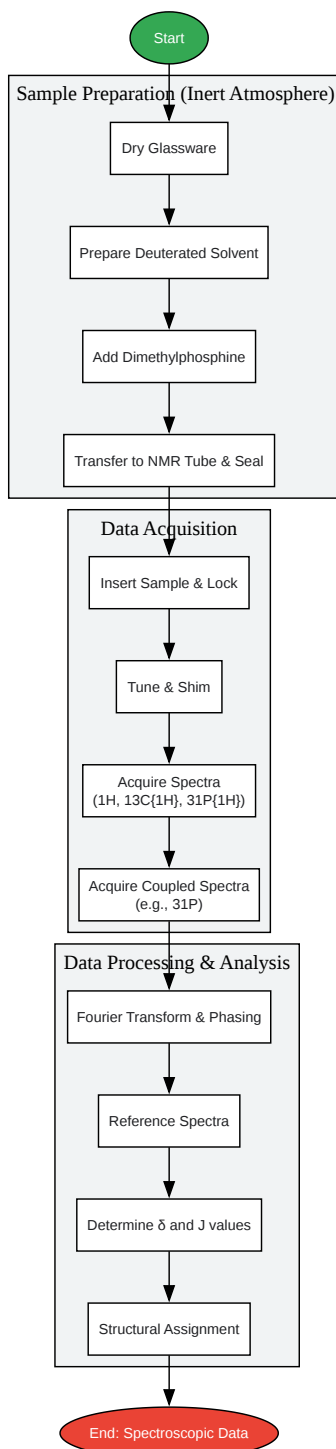 Start
Sample Preparation (Inert Atmosphere)
Dry Glassware
Prepare Deuterated Solvent
Add Dimethylphosphine
Transfer to NMR Tube & Seal
Data Acquisition
Insert Sample & Lock
Tune & Shim
Acquire Spectra
(1H, 13C{1H}, 31P{1H})
Acquire Coupled Spectra
(e.g., 31P)
Data Processing & Analysis
Fourier Transform & Phasing
Reference Spectra
Determine δ and J values
Structural Assignment
End: Spectroscopic Data